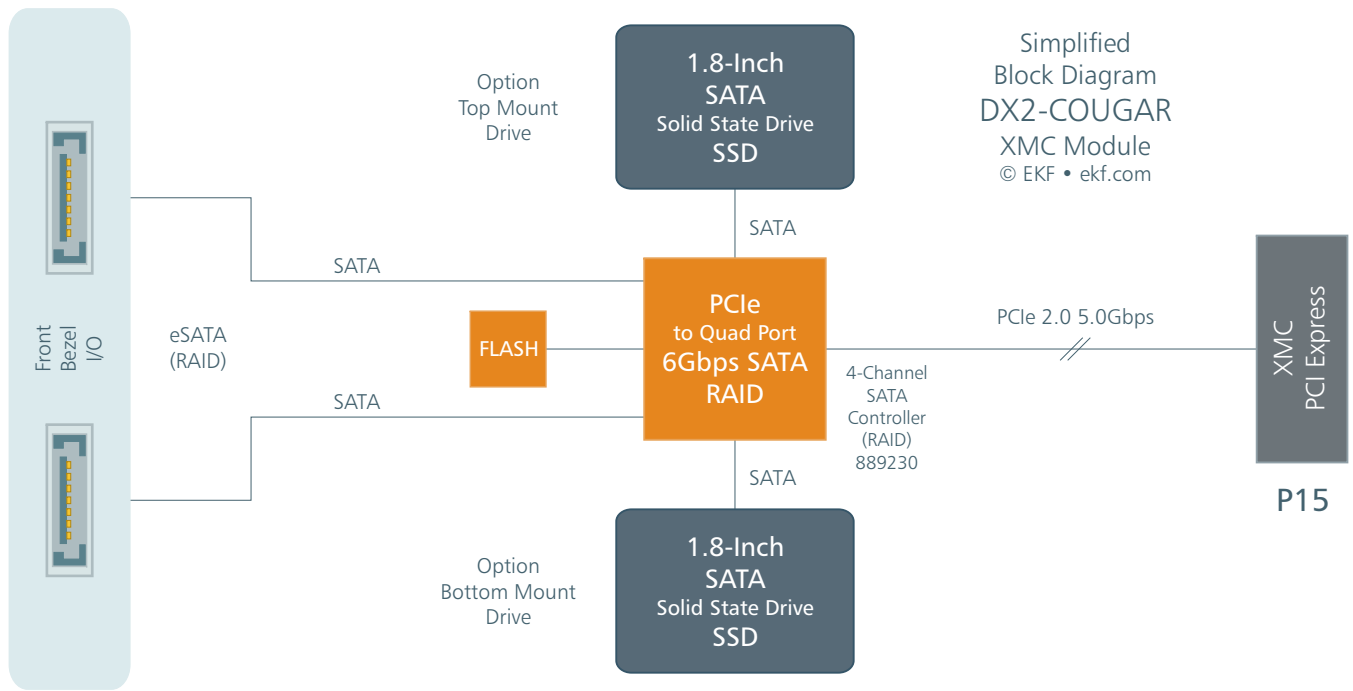 Option
Top Mount
Drive
1.8-Inch
SATA
Solid State Drive
SSD
Simplified
Block Diagram
DX2-COUGAR
XMC Module
© EKF • ekf.com
SATA
SATA
Front
Bezel
I/O
eSATA
(RAID)
FLASH
PCIe
to Quad Port
6Gbps SATA
RAID
PCIe 2.0 5.0Gbps
4-Channel
SATA
Controller
(RAID)
889230
XMC
PCI Express
P15
SATA
SATA
Option
Bottom Mount
Drive
1.8-Inch
SATA
Solid State Drive
SSD